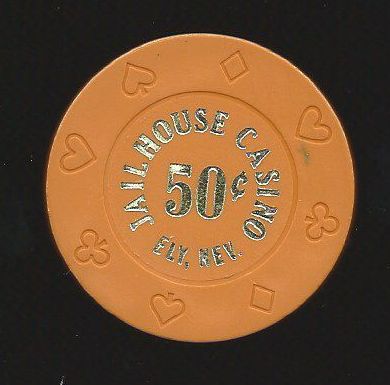 JAILHOUSE CASINO
50¢
ELY, NEV.